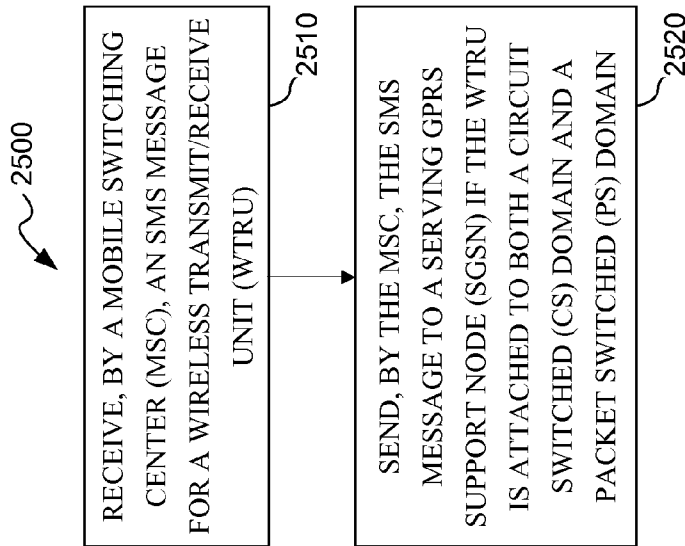 2500
RECEIVE, BY A MOBILE SWITCHING
CENTER (MSC), AN SMS MESSAGE
FOR A WIRELESS TRANSMIT/RECEIVE
UNIT (WTRU)
2510
SEND, BY THE MSC, THE SMS
MESSAGE TO A SERVING GPRS
SUPPORT NODE (SGSN) IF THE WTRU
IS ATTACHED TO BOTH A CIRCUIT
SWITCHED (CS) DOMAIN AND A
PACKET SWITCHED (PS) DOMAIN
2520